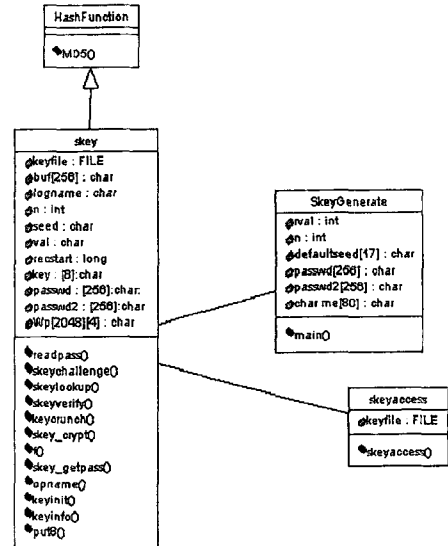 HashFunction
MD5()
skey
keyfile : FILE
buf[256] : char
logname : char
n : int
seed : char
val : char
recstart : long
key : [8]:char
passwd : [256]:char:
passwd2 : [256]:char
Wp[2048][4] : char
readpass()
skeychallenge()
skeylookup()
skeyverify()
keycrunch()
skey_crypt()
f()
skey_getpass()
opname()
keyinit()
keyinfo()
put8()
SkeyGenerate
rval : int
n : int
defaultseed[17] : char
passwd[256] : char
passwd2[256] : char
char me[80] : char
main()
skeyaccess
keyfile : FILE
skeyaccess()